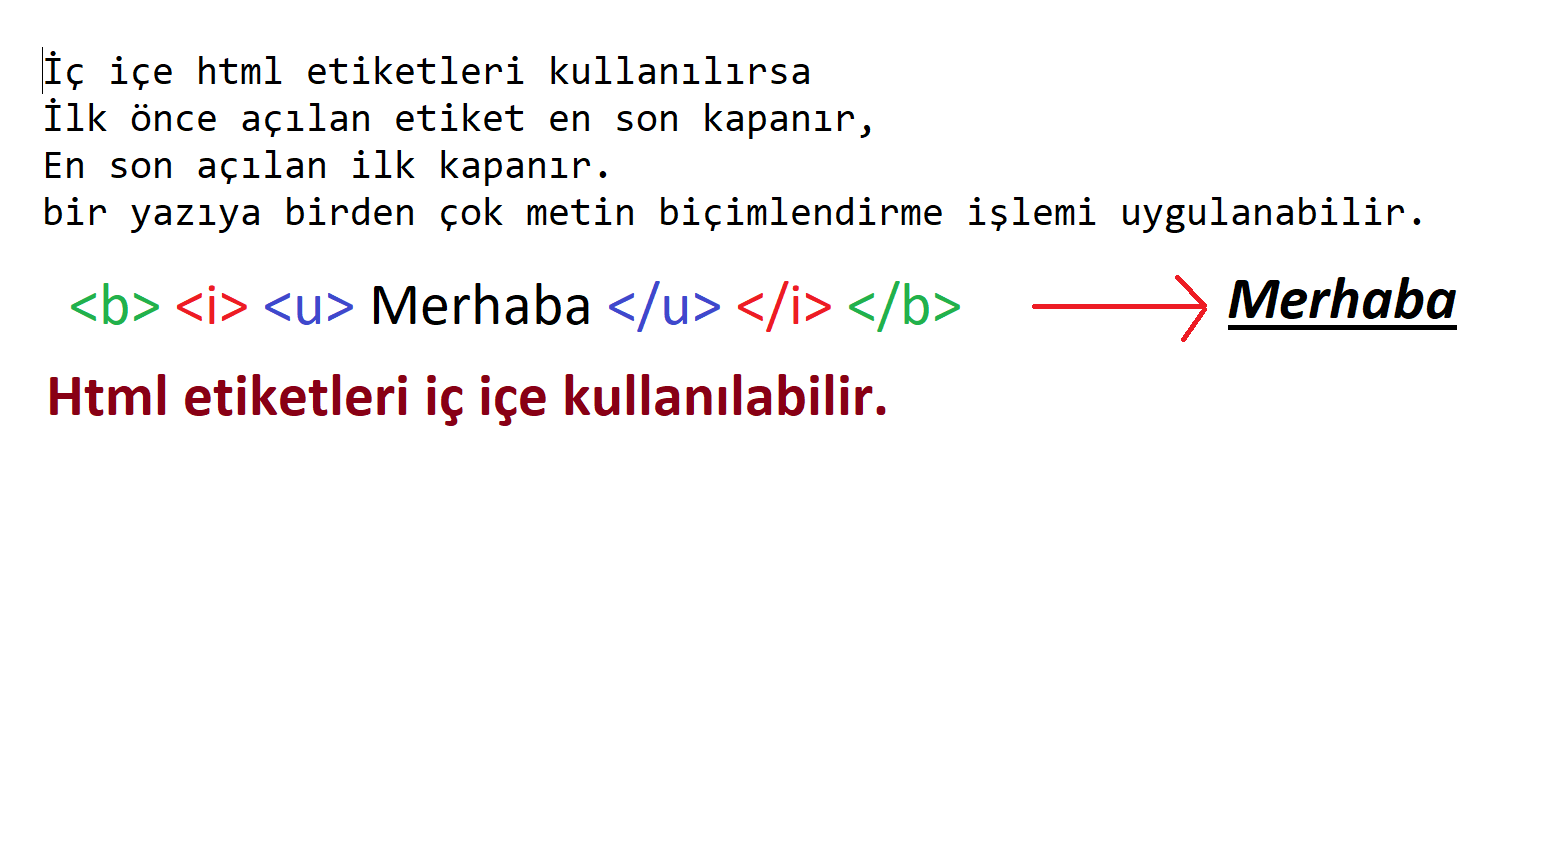 İç içe html etiketleri kullanılırsa
İlk önce açılan etiket en son kapanır,
En son açılan ilk kapanır.
bir yazıya birden çok metin biçimlendirme işlemi uygulanabilir.
<b> <i> <u> Merhaba </u> </i> </b> Merhaba
Html etiketleri iç içe kullanılabilir.